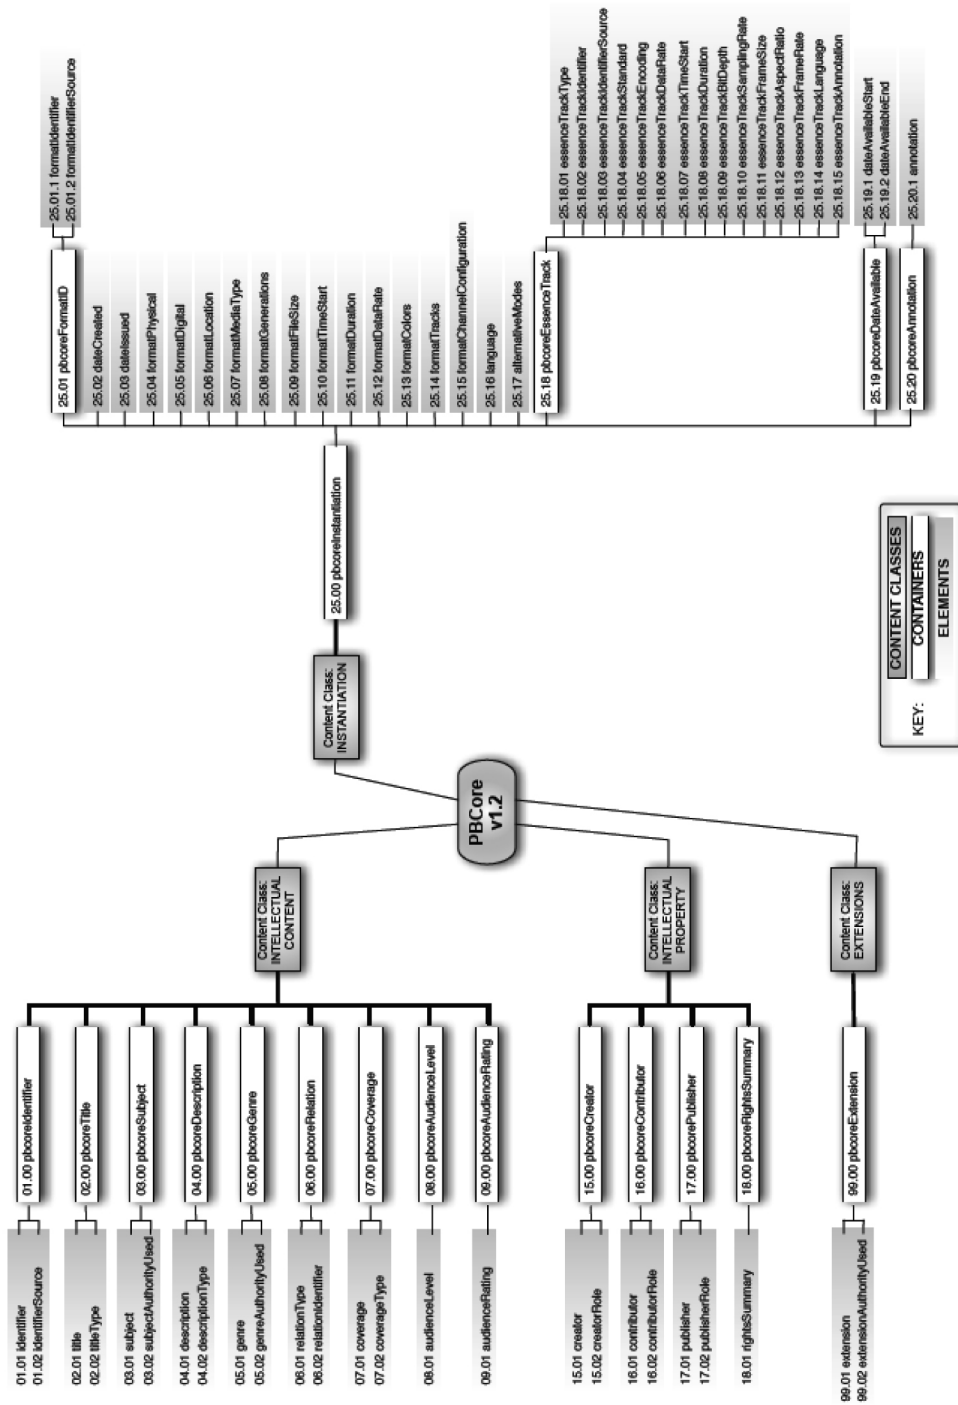 01.01 identifier
01.02 identifierSource
02.01 title
02.02 titleType
03.01 subject
03.02 subjectAuthorityUsed
04.01 description
04.02 descriptionType
05.01 genre
05.02 genreAuthorityUsed
06.01 relationType
06.02 relationIdentifier
07.01 coverage
07.02 coverageType
08.01 audienceLevel
09.01 audienceRating
15.01 creator
15.02 creatorRole
16.01 contributor
16.02 contributorRole
17.01 publisher
17.02 publisherRole
18.01 rightsSummary
99.01 extension
99.02 extensionAuthorityUsed
01.00 pbcoreIdentifier
02.00 pbcoreTitle
03.00 pbcoreSubject
04.00 pbcoreDescription
05.00 pbcoreGenre
06.00 pbcoreRelation
07.00 pbcoreCoverage
08.00 pbcoreAudienceLevel
09.00 pbcoreAudienceRating
15.00 pbcoreCreator
16.00 pbcoreContributor
17.00 pbcorePublisher
18.00 pbcoreRightsSummary
99.00 pbcoreExtension
Content Class:
INTELLECTUAL
CONTENT
Content Class:
INTELLECTUAL
PROPERTY
Content Class:
EXTENSIONS
PBCore
v1.2
Content Class:
INSTANTIATION
25.00 pbcoreInstantiation
25.01 pbcoreFormatID
25.02 dateCreated
25.03 dateIssued
25.04 formatPhysical
25.05 formatDigital
25.06 formatLocation
25.07 formatMediaType
25.08 formatGenerations
25.09 formatFileSize
25.10 formatTimeStart
25.11 formatDuration
25.12 formatDataRate
25.13 formatColors
25.14 formatTracks
25.15 formatChannelConfiguration
25.16 language
25.17 alternativeModes
25.18 pbcoreEssenceTrack
25.19 pbcoreDateAvailable
25.20 pbcoreAnnotation
25.01.1 formatIdentifier
25.01.2 formatIdentifierSource
25.18.01 essenceTrackType
25.18.02 essenceTrackIdentifier
25.18.03 essenceTrackIdentifierSource
25.18.04 essenceTrackStandard
25.18.05 essenceTrackEncoding
25.18.06 essenceTrackDataRate
25.18.07 essenceTrackTimeStart
25.18.08 essenceTrackDuration
25.18.09 essenceTrackBitDepth
25.18.10 essenceTrackSamplingRate
25.18.11 essenceTrackFrameSize
25.18.12 essenceTrackAspectRatio
25.18.13 essenceTrackFrameRate
25.18.14 essenceTrackLanguage
25.18.15 essenceTrackAnnotation
25.19.1 dateAvailableStart
25.19.2 dateAvailableEnd
25.20.1 annotation
KEY:
CONTENT CLASSES
CONTAINERS
ELEMENTS